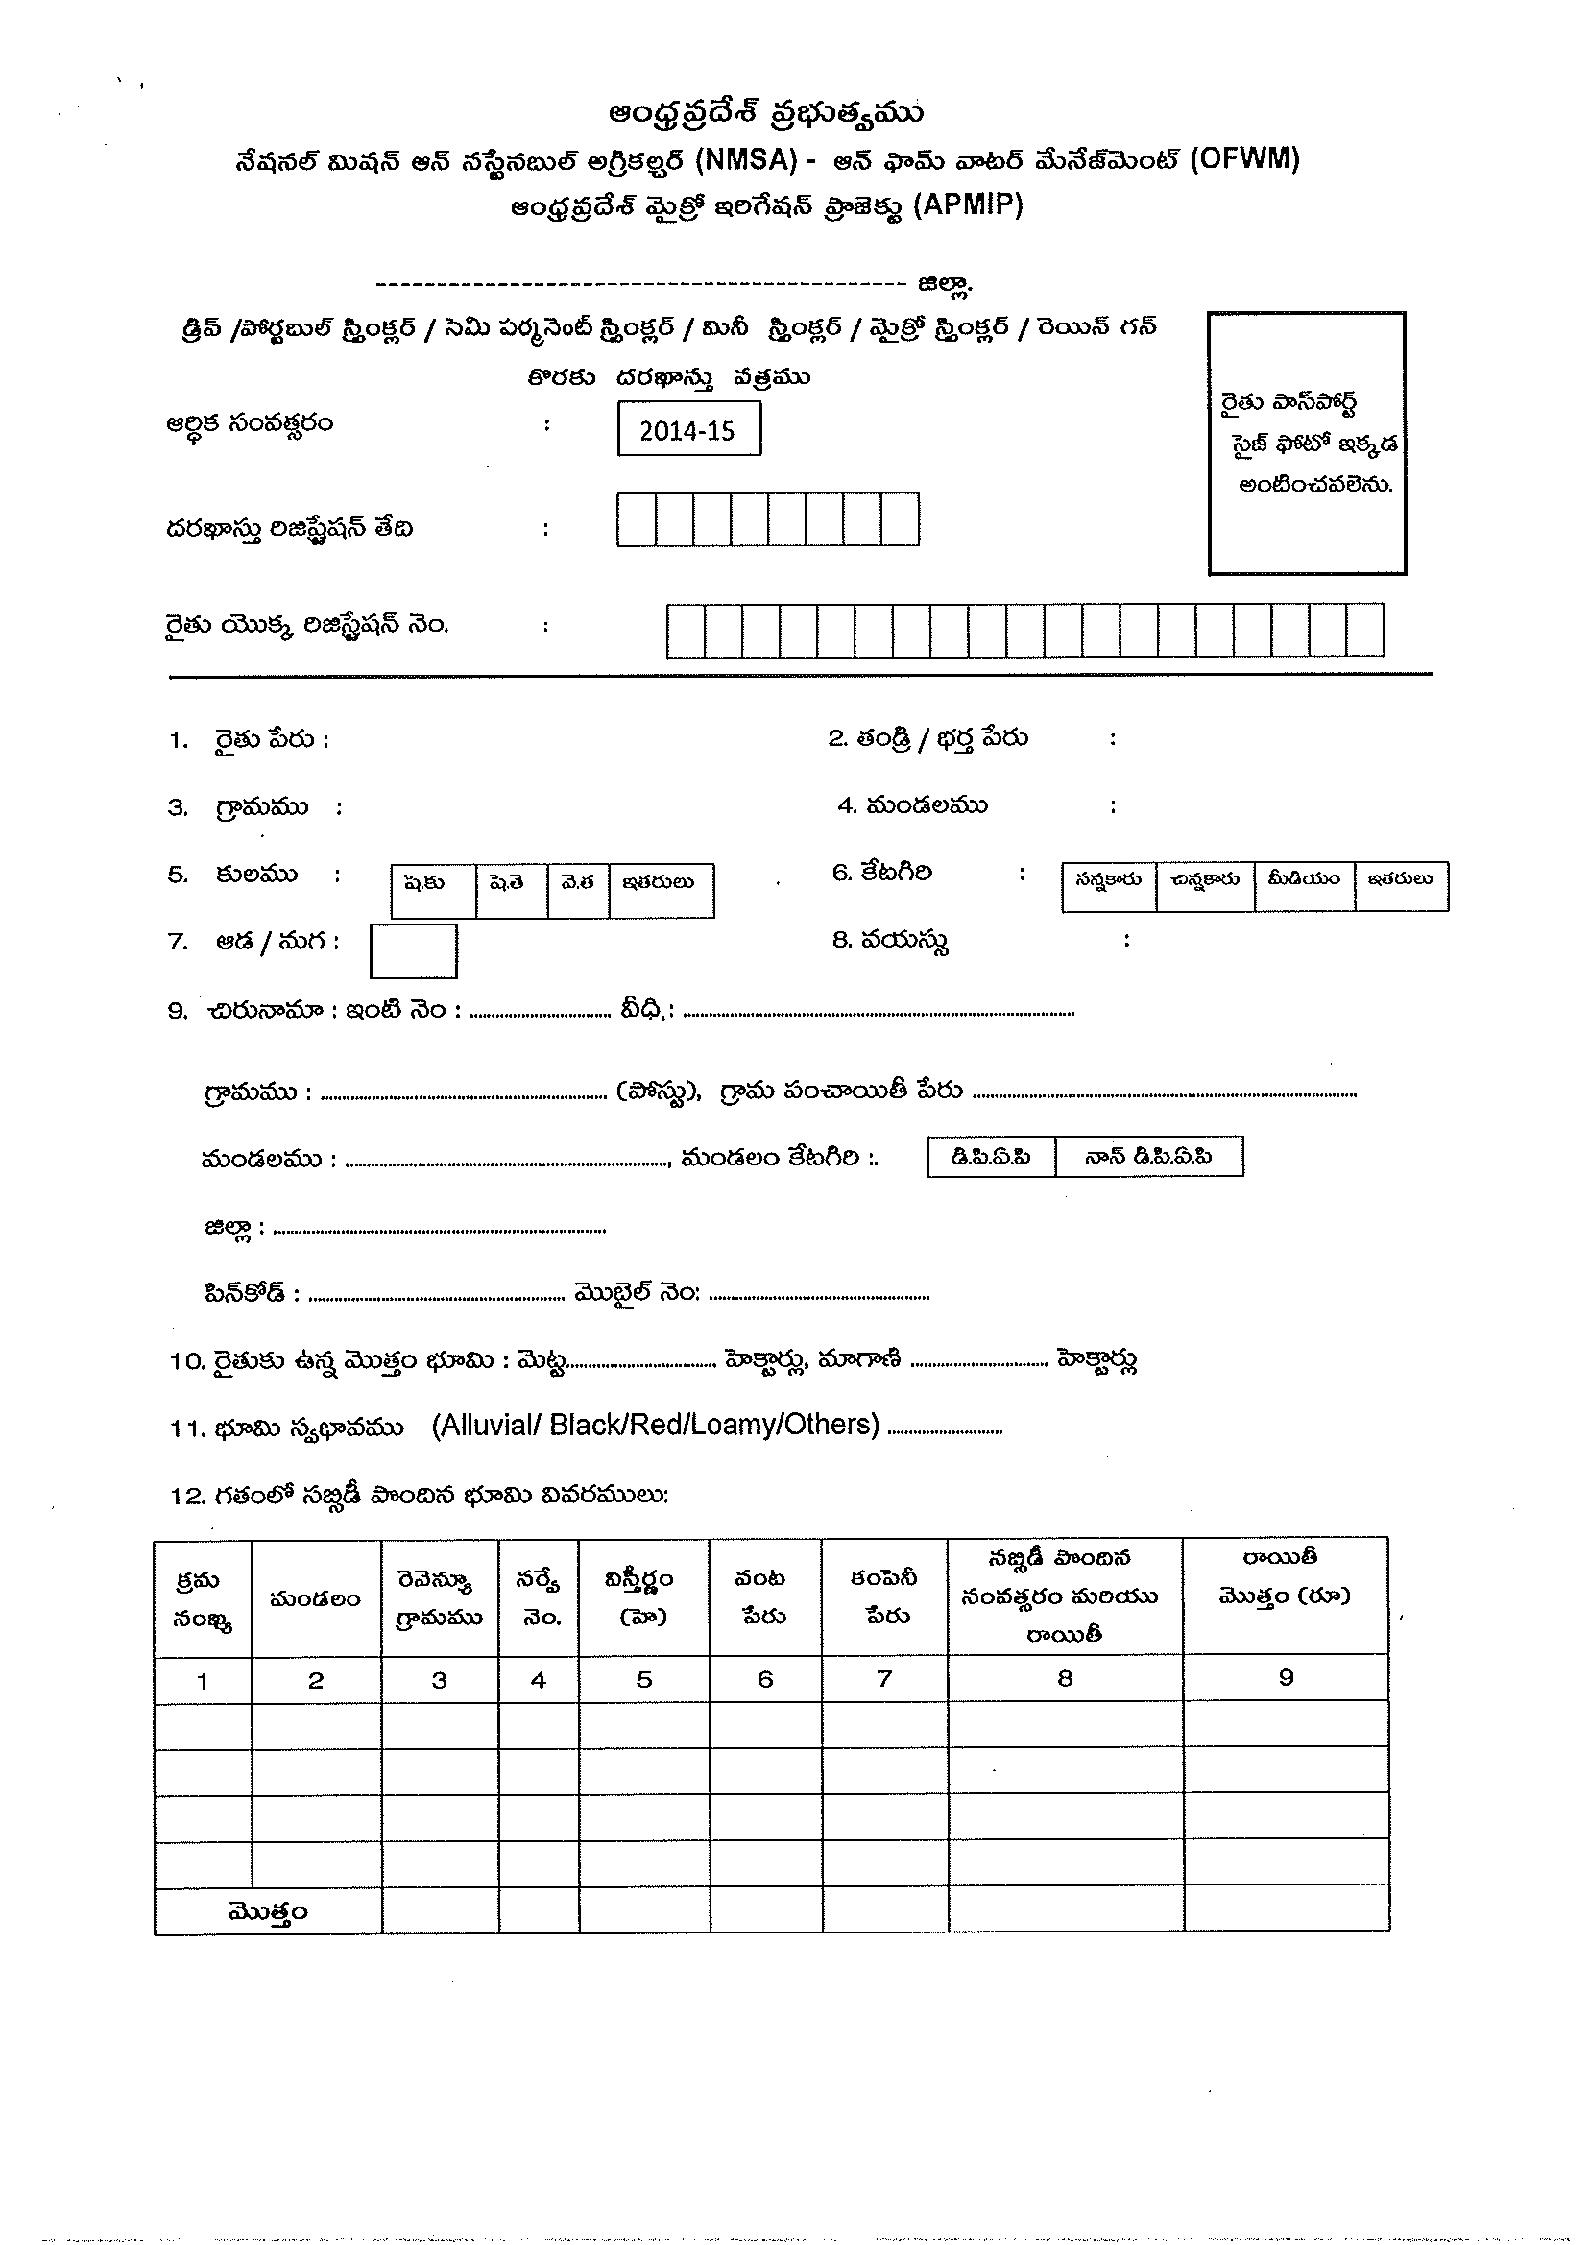 ఆంధ్రప్రదేశ్ ప్రభుత్వము
నేషనల్ మిషన్ ఆన్ సస్టేనబుల్ అగ్రికల్చర్ (NMSA) - ఆన్ ఫామ్ వాటర్ మేనేజ్‌మెంట్ (OFWM)
ఆంధ్రప్రదేశ్ మైక్రో ఇరిగేషన్ ప్రాజెక్టు (APMIP)
------------------------------------------- జిల్లా.
డ్రిప్ /పోర్టబుల్ స్ప్రింక్లర్ / సెమి పర్మనెంట్ స్ప్రింక్లర్ / మినీ స్ప్రింక్లర్ / మైక్రో స్ప్రింక్లర్ / రెయిన్ గన్
కొరకు దరఖాస్తు పత్రము
ఆర్థిక సంవత్సరం : 2014-15
రైతు పాస్‌పోర్ట్
సైజ్ ఫోటో ఇక్కడ
అంటించవలెను.
దరఖాస్తు రిజిష్ట్రేషన్ తేది :
రైతు యొక్క రిజిస్ట్రేషన్ నెం. :
1. రైతు పేరు : 2. తండ్రి / భర్త పేరు :
3. గ్రామము : 4. మండలము :
5. కులము : షెకు షె.తె వె.త ఇతరులు 6. కేటగిరి : సన్నకారు చిన్నకారు మీడియం ఇతరులు
7. ఆడ / మగ : 8. వయస్సు :
9. చిరునామా : ఇంటి నెం : .............................. వీధి : ..............................
గ్రామము : .............................. (పోస్టు), గ్రామ పంచాయితీ పేరు ..............................
మండలము : .............................., మండలం కేటగిరి :. డి.పి.ఏ.పి నాన్ డి.పి.ఏ.పి
జిల్లా : ..............................
పిన్‌కోడ్ : .............................. మొబైల్ నెం: ..............................
10. రైతుకు ఉన్న మొత్తం భూమి : మెట్ట.............................. హెక్టార్లు, మాగాణి .............................. హెక్టార్లు
11. భూమి స్వభావము (Alluvial/ Black/Red/Loamy/Others) ..............................
12. గతంలో సబ్సిడీ పొందిన భూమి వివరములు:
క్రమ సంఖ్య మండలం రెవెన్యూ గ్రామము సర్వే నెం. విస్తీర్ణం (హె) పంట పేరు కంపెనీ పేరు సబ్సిడీ పొందిన సంవత్సరం మరియు రాయితీ రాయితీ మొత్తం (రూ)
1 2 3 4 5 6 7 8 9
మొత్తం